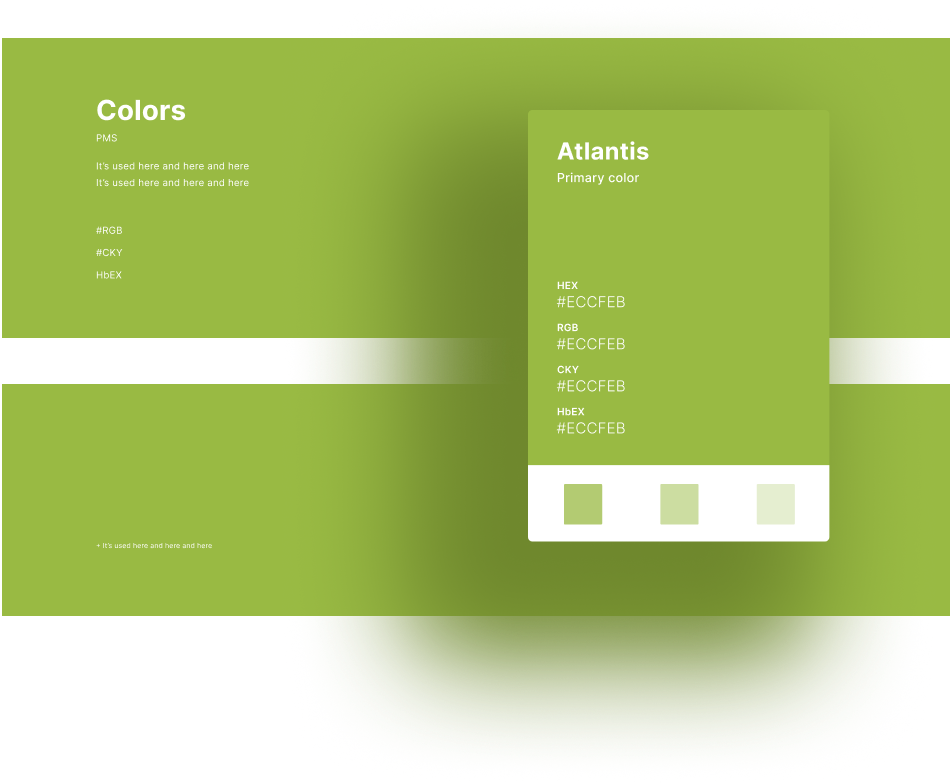 Colors
PMS
It's used here and here and here
It's used here and here and here
#RGB
#CKY
HbEX
Atlantis
Primary color
HEX
#ECCFEB
RGB
#ECCFEB
CKY
#ECCFEB
HbEX
#ECCFEB
+ It's used here and here and here